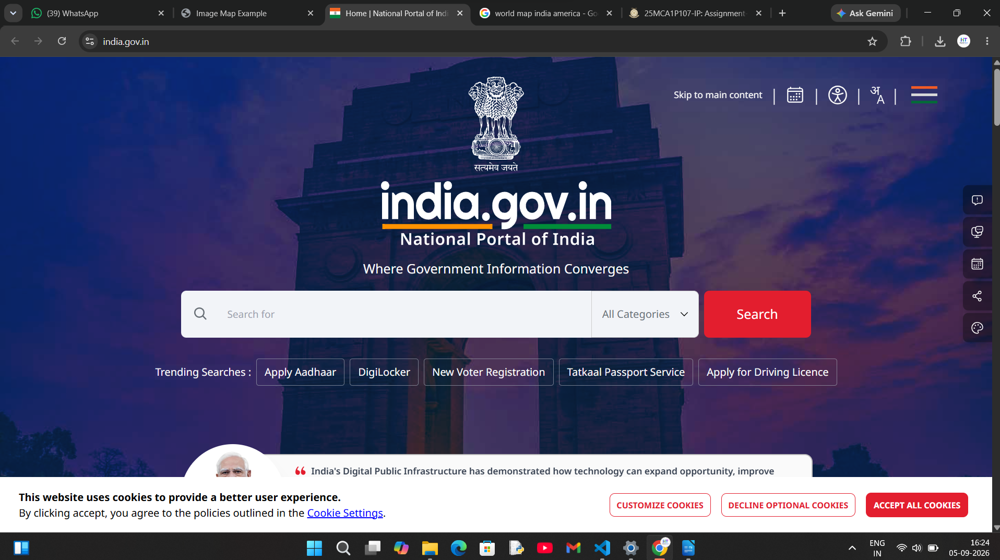 (39) WhatsApp
Image Map Example
Home | National Portal of Indi
world map india america - Go
25MCA1P107-IP: Assignment-
Ask Gemini
india.gov.in
Skip to main content
अ
A
सत्यमेव जयते
india.gov.in
National Portal of India
Where Government Information Converges
Search for
All Categories
Search
Trending Searches :
Apply Aadhaar
DigiLocker
New Voter Registration
Tatkaal Passport Service
Apply for Driving Licence
“ India's Digital Public Infrastructure has demonstrated how technology can expand opportunity, improve
This website uses cookies to provide a better user experience.
By clicking accept, you agree to the policies outlined in the Cookie Settings.
CUSTOMIZE COOKIES
DECLINE OPTIONAL COOKIES
ACCEPT ALL COOKIES
ENG
IN
16:24
05-09-2026